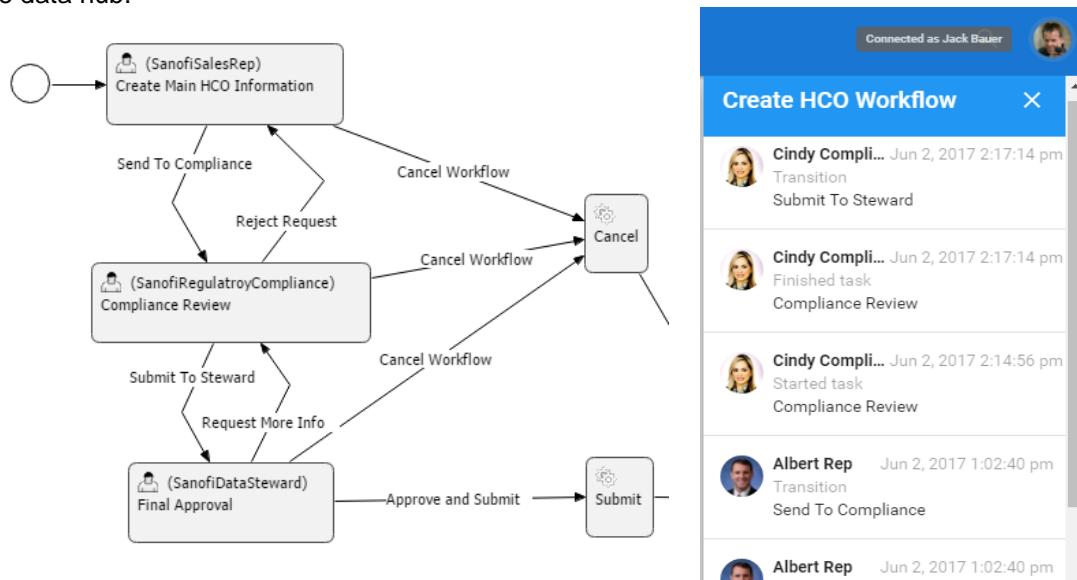 (SanofiSalesRep)
Create Main HCO Information
Send To Compliance
Cancel Workflow
Reject Request
Cancel
(SanofiRegulatroyCompliance)
Compliance Review
Cancel Workflow
Submit To Steward
Cancel Workflow
Request More Info
(SanofiDataSteward)
Final Approval
Approve and Submit
Submit
Connected as Jack Bauer
Create HCO Workflow
Cindy Compli... Jun 2, 2017 2:17:14 pm
Transition
Submit To Steward
Cindy Compli... Jun 2, 2017 2:17:14 pm
Finished task
Compliance Review
Cindy Compli... Jun 2, 2017 2:14:56 pm
Started task
Compliance Review
Albert Rep Jun 2, 2017 1:02:40 pm
Transition
Send To Compliance
Albert Rep Jun 2, 2017 1:02:40 pm